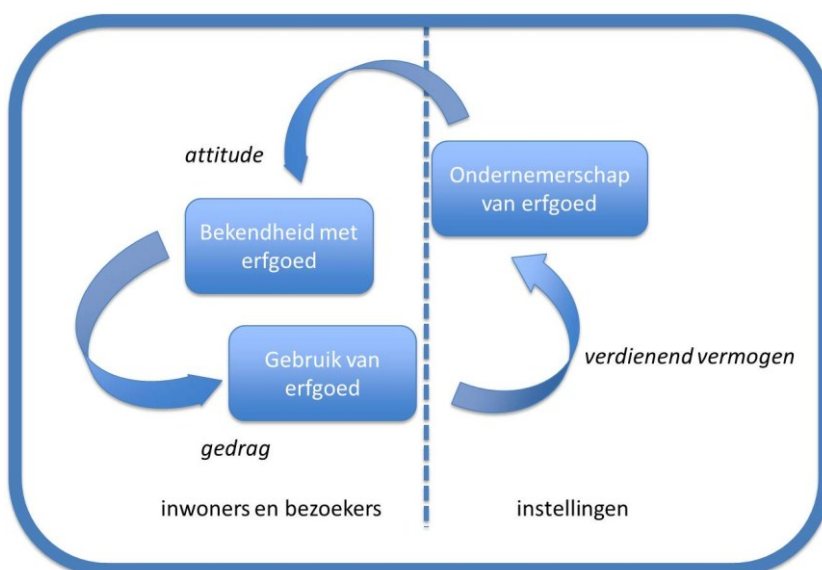 attitude
Ondernemerschap
van erfgoed
Bekendheid met
erfgoed
Gebruik van
erfgoed
verdienend vermogen
gedrag
inwoners en bezoekers
instellingen